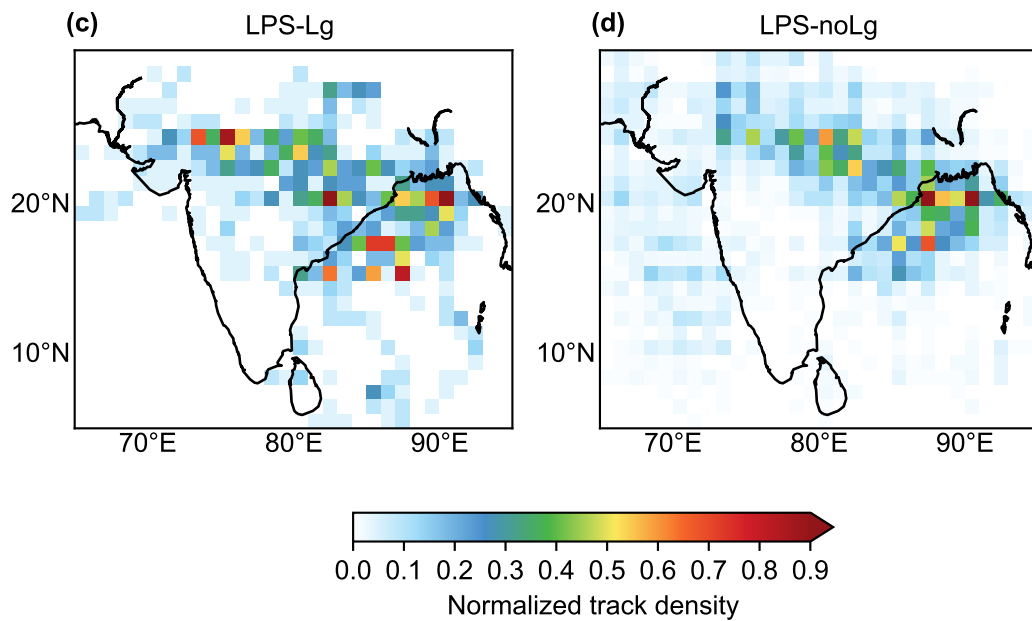 (c) LPS-Lg
(d) LPS-noLg
20°N
10°N
70°E 80°E 90°E
20°N
10°N
70°E 80°E 90°E
0.0 0.1 0.2 0.3 0.4 0.5 0.6 0.7 0.8 0.9
Normalized track density